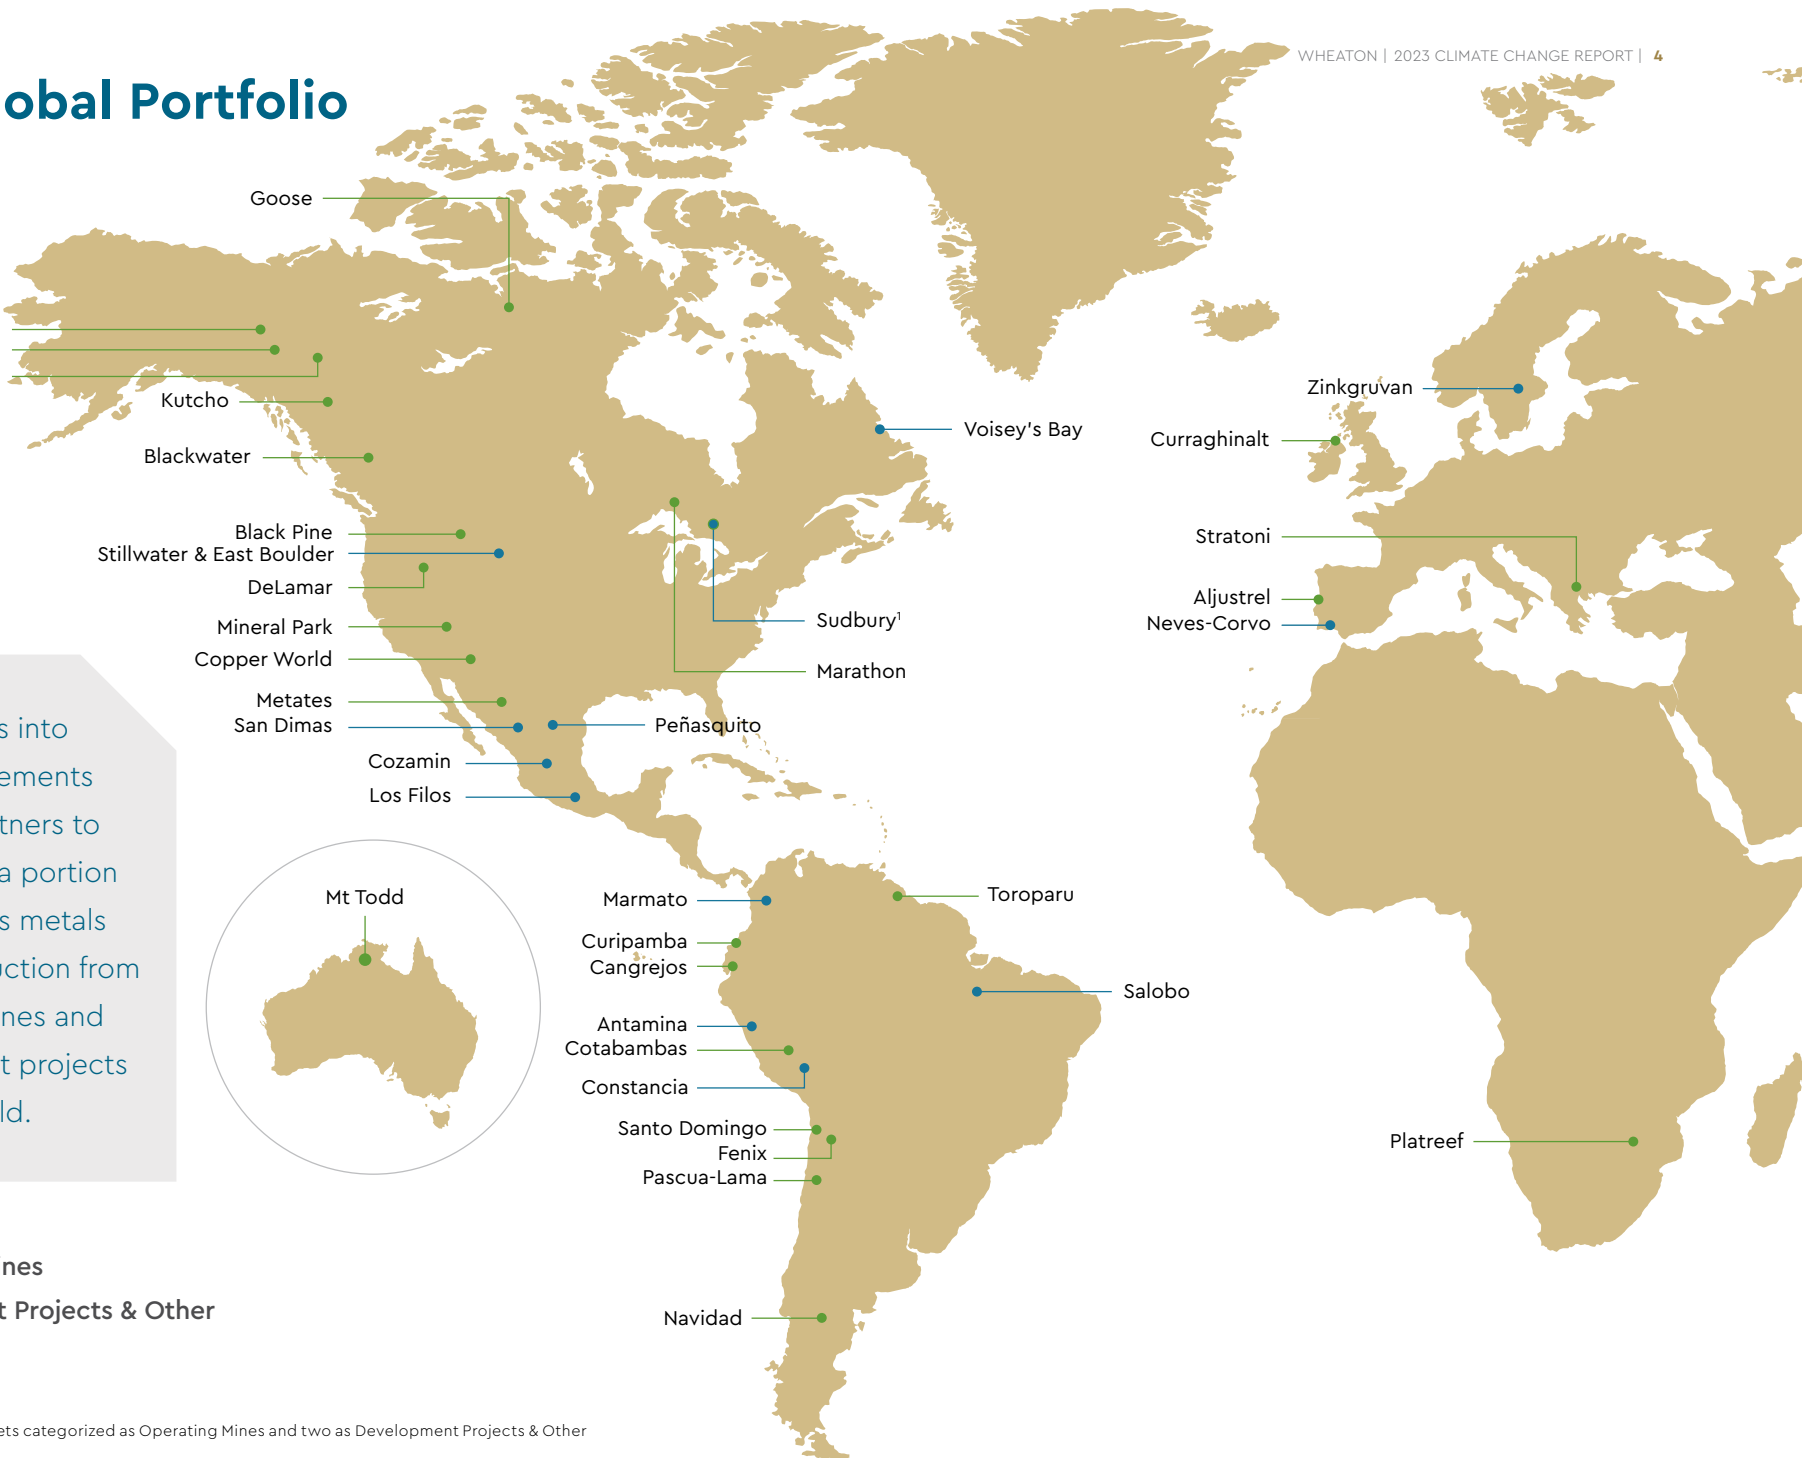 WHEATON | 2023 CLIMATE CHANGE REPORT | 4
obal Portfolio
Goose
Kutcho
Blackwater
Black Pine
Stillwater & East Boulder
DeLamar
Mineral Park
Copper World
Metates
San Dimas
Peñasquito
Cozamin
Los Filos
Voisey's Bay
Sudbury¹
Marathon
Zinkgruvan
Curraghinalt
Stratoni
Aljustrel
Neves-Corvo
s into
ements
tners to
a portion
s metals
uction from
nes and
t projects
ld.
Mt Todd
Marmato
Toroparu
Curipamba
Cangrejos
Salobo
Antamina
Cotabambas
Constancia
Santo Domingo
Fenix
Pascua-Lama
Platreef
Navidad
nes
t Projects & Other
ets categorized as Operating Mines and two as Development Projects & Other